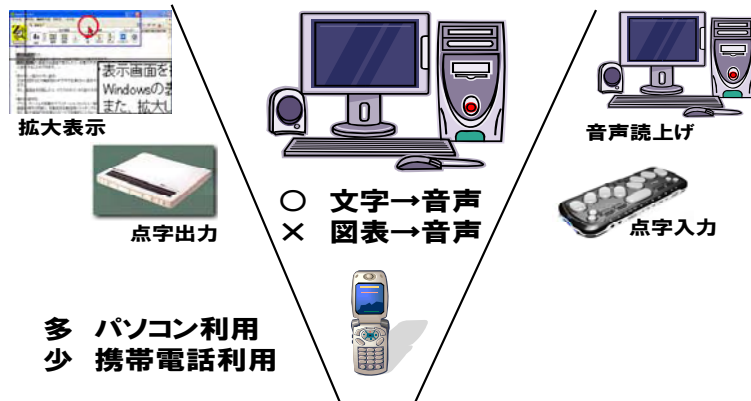 表示画面を
Windowsの表
また、拡大し
拡大表示
点字出力
多 パソコン利用
少 携帯電話利用
○ 文字→音声
× 図表→音声
音声読上げ
点字入力